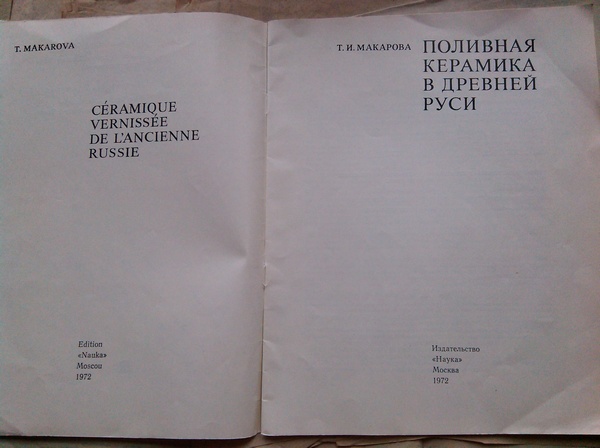 T. MAKAROVA
CÉRAMIQUE
VERNISSÉE
DE L'ANCIENNE
RUSSIE
Edition
«Nauka»
Moscou
1972
Т. И. МАКАРОВА
ПОЛИВНАЯ
КЕРАМИКА
В ДРЕВНЕЙ
РУСИ
Издательство
«Наука»
Москва
1972